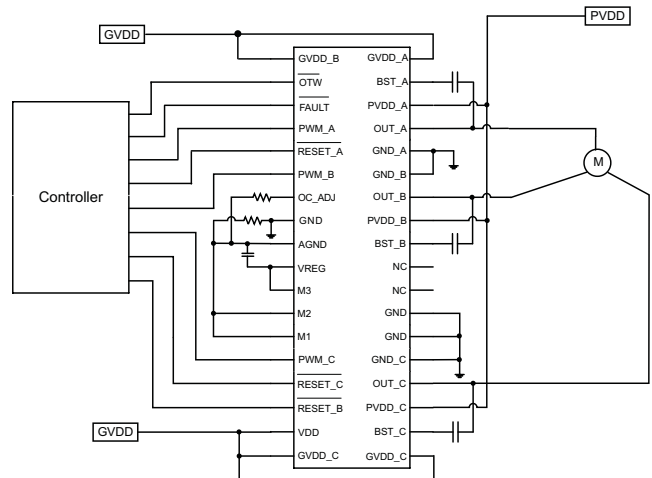 GVDD
PVDD
GVDD_B
GVDD_A
OTW
BST_A
FAULT
PVDD_A
PWM_A
OUT_A
RESET_A
GND_A
M
PWM_B
GND_B
Controller
OC_ADJ
OUT_B
GND
PVDD_B
AGND
BST_B
VREG
NC
M3
NC
M2
GND
M1
GND
PWM_C
GND_C
RESET_C
OUT_C
RESET_B
PVDD_C
GVDD
VDD
BST_C
GVDD_C
GVDD_C